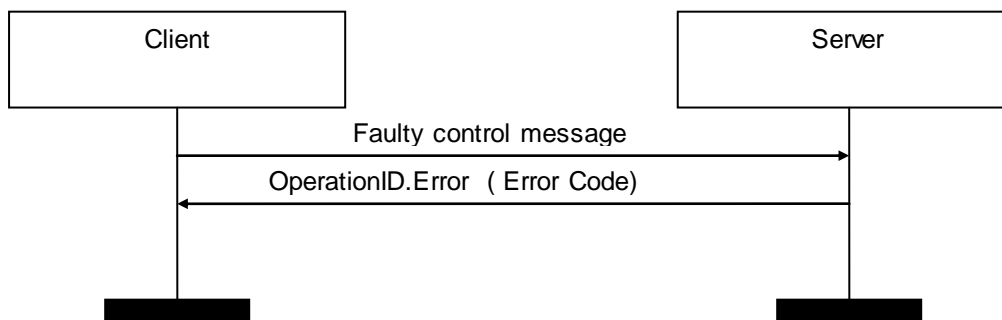 Client
Server
Faulty control message
OperationID.Error ( Error Code)